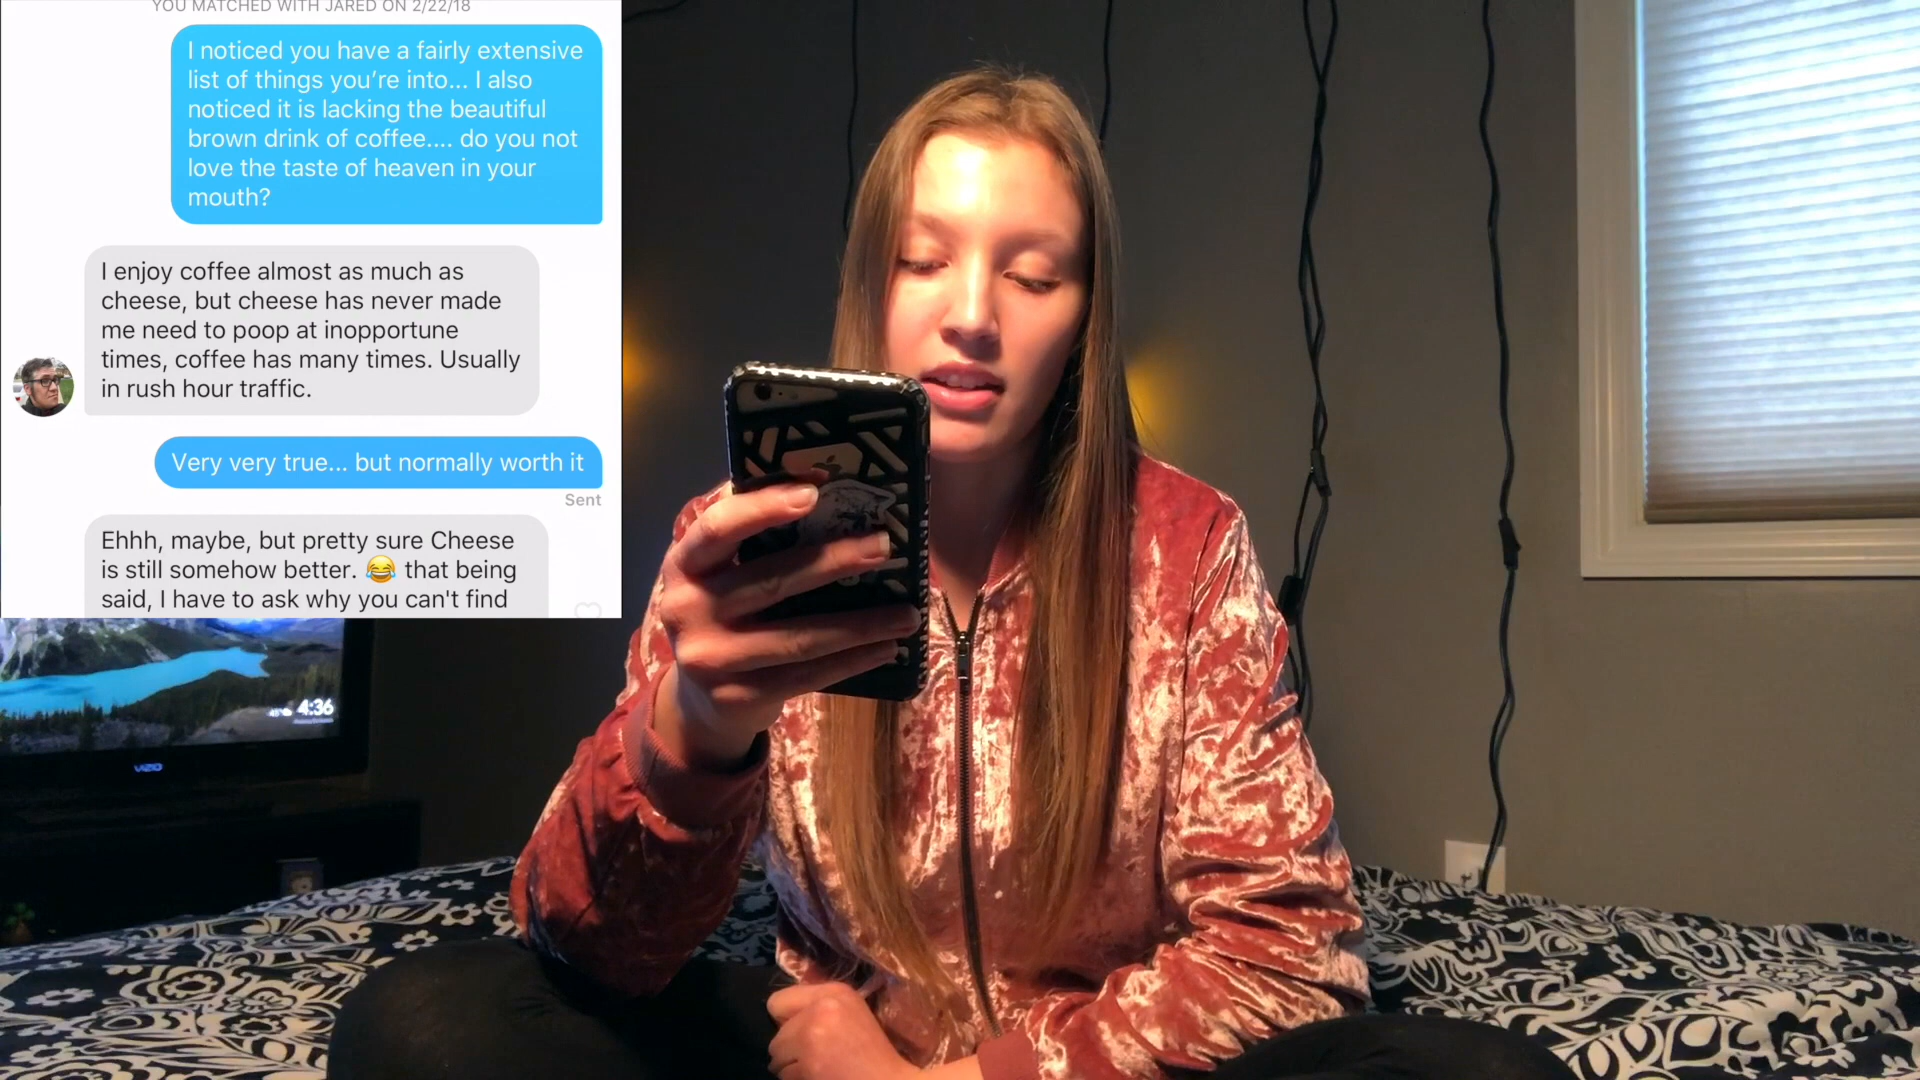 YOU MATCHED WITH JARED ON 2/22/18
I noticed you have a fairly extensive
list of things you’re into... I also
noticed it is lacking the beautiful
brown drink of coffee.... do you not
love the taste of heaven in your
mouth?
I enjoy coffee almost as much as
cheese, but cheese has never made
me need to poop at inopportune
times, coffee has many times. Usually
in rush hour traffic.
Very very true... but normally worth it
Sent
Ehhh, maybe, but pretty sure Cheese
is still somehow better. 😂 that being
said, I have to ask why you can't find
4:36
VIZIO